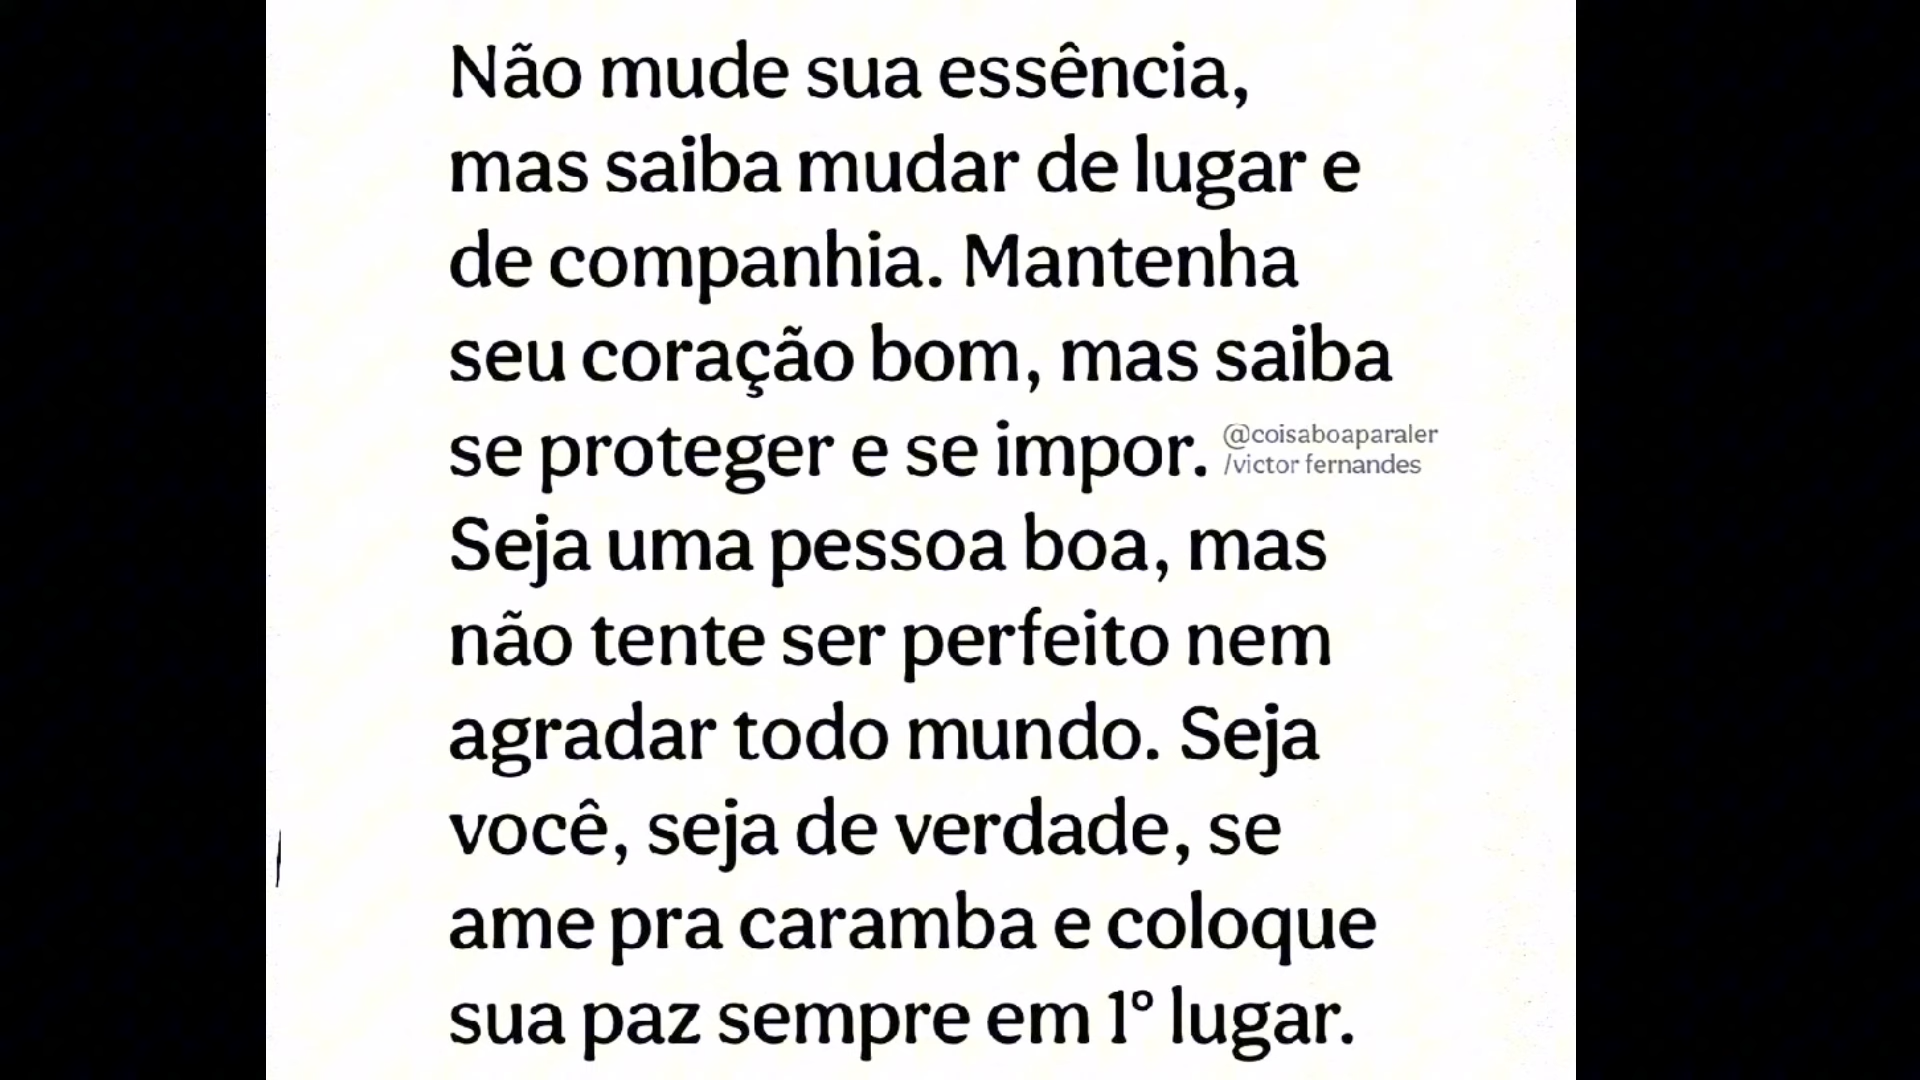 Não mude sua essência,
mas saiba mudar de lugar e
de companhia. Mantenha
seu coração bom, mas saiba
se proteger e se impor.
@coisaboaparaler
/victor fernandes
Seja uma pessoa boa, mas
não tente ser perfeito nem
agradar todo mundo. Seja
você, seja de verdade, se
ame pra caramba e coloque
sua paz sempre em 1º lugar.